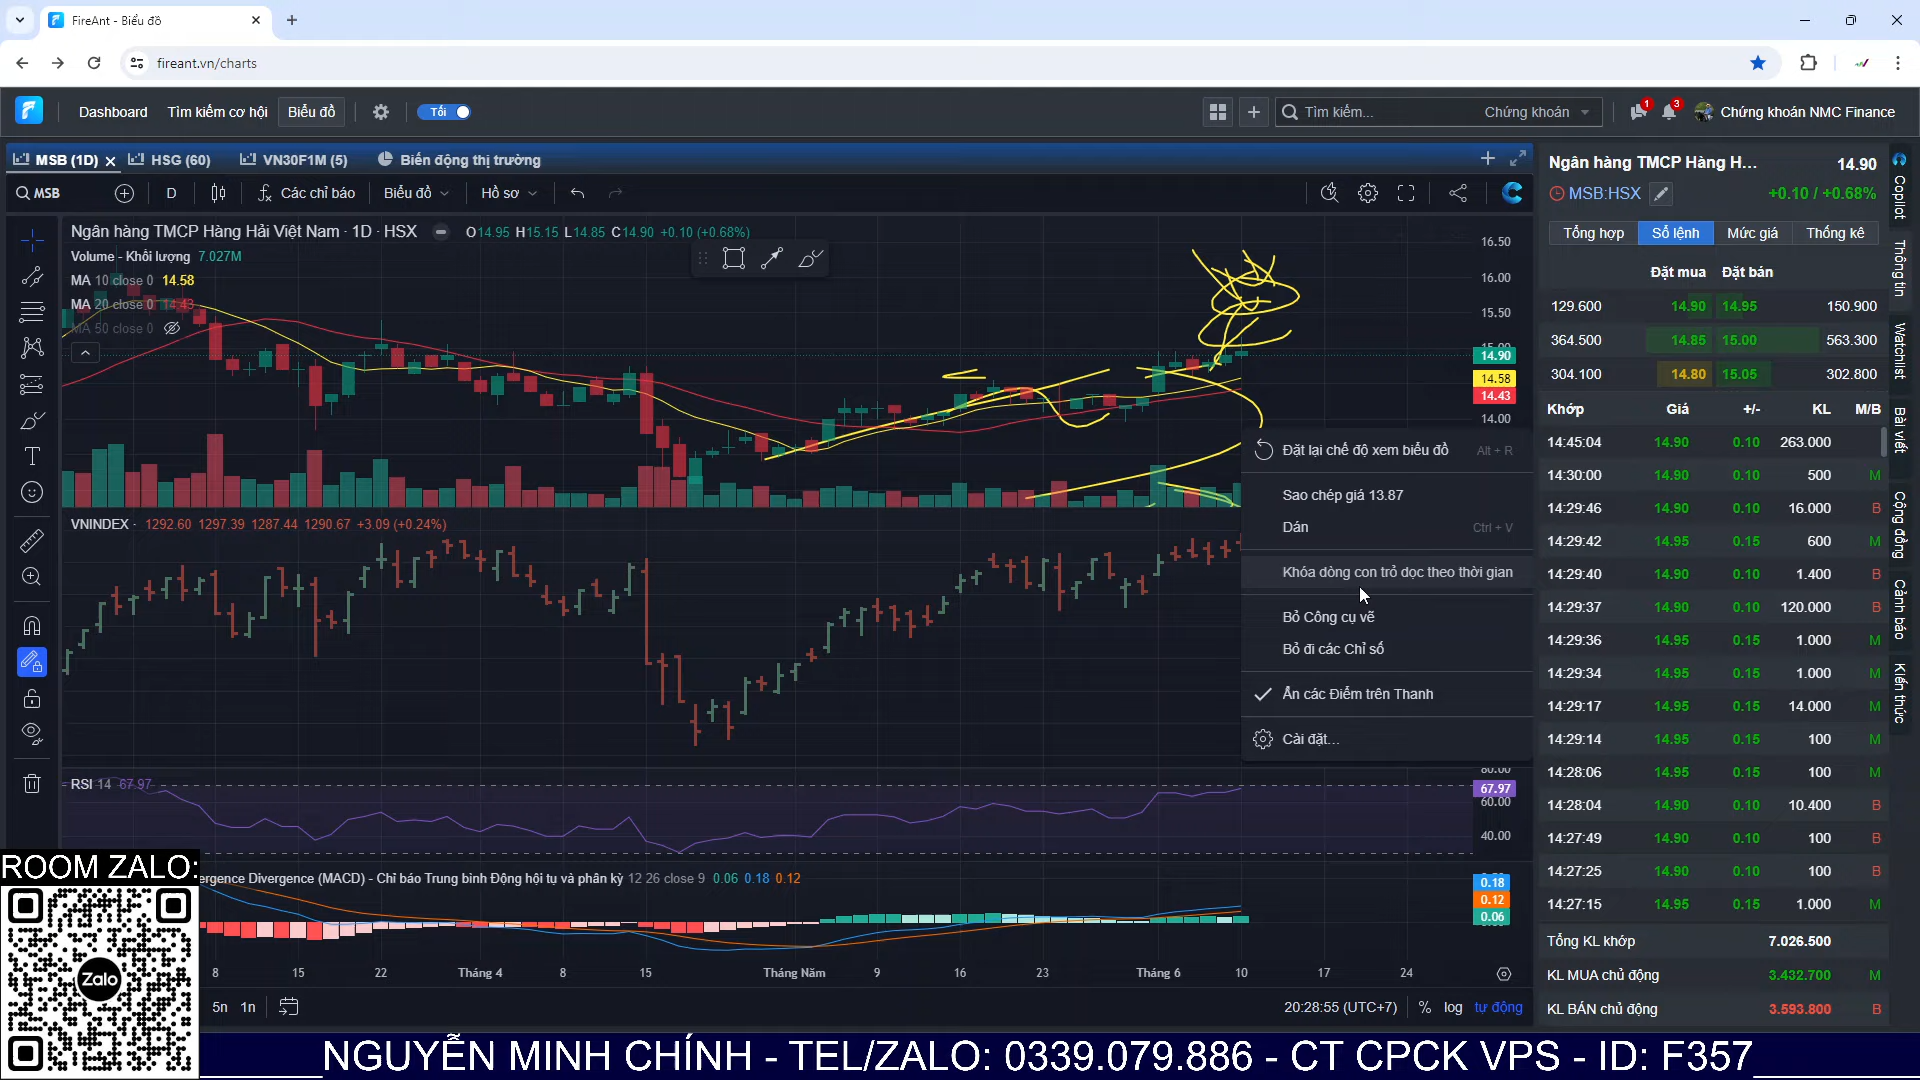 FireAnt - Biểu đồ
fireant.vn/charts
Dashboard Tìm kiếm cơ hội Biểu đồ Tối Tìm kiếm... Chứng khoán 1 3 Chứng khoán NMC Finance
MSB (1D) HSG (60) VN30F1M (5) Biến động thị trường
MSB D Các chỉ báo Biểu đồ Hồ sơ
Ngân hàng TMCP Hàng Hải Việt Nam · 1D · HSX O14.95 H15.15 L14.85 C14.90 +0.10 (+0.68%)
Volume - Khối lượng 7.027M
MA 10 close 0 14.58
MA 20 close 0 14.43
MA 50 close 0
16.50
16.00
15.50
15.00
14.90
14.58
14.43
14.00
Đặt lại chế độ xem biểu đồ Alt + R
Sao chép giá 13.87
Dán Ctrl + V
Khóa dòng con trỏ dọc theo thời gian
Bỏ Công cụ vẽ
Bỏ đi các Chỉ số
Ẩn các Điểm trên Thanh
Cài đặt...
VNINDEX · 1292.60 1297.39 1287.44 1290.67 +3.09 (+0.24%)
RSI 14 67.97
80.00
67.97
60.00
40.00
ergence Divergence (MACD) - Chỉ báo Trung bình Động hội tụ và phân kỳ 12 26 close 9 0.06 0.18 0.12
0.18
0.12
0.06
8 15 22 Tháng 4 8 15 Tháng Năm 9 16 23 Tháng 6 10 17 24
5n 1n 20:28:55 (UTC+7) % log tự động
Ngân hàng TMCP Hàng H... 14.90
MSB:HSX +0.10 / +0.68%
Tổng hợp Sổ lệnh Mức giá Thống kê
Đặt mua Đặt bán
129.600 14.90 14.95 150.900
364.500 14.85 15.00 563.300
304.100 14.80 15.05 302.800
Khớp Giá +/- KL M/B
14:45:04 14.90 0.10 263.000
14:30:00 14.90 0.10 500 M
14:29:46 14.90 0.10 16.000 B
14:29:42 14.95 0.15 600 M
14:29:40 14.90 0.10 1.400 B
14:29:37 14.90 0.10 120.000 B
14:29:36 14.95 0.15 1.000 M
14:29:34 14.95 0.15 1.000 M
14:29:17 14.95 0.15 14.000 M
14:29:14 14.95 0.15 100 M
14:28:06 14.95 0.15 100 M
14:28:04 14.90 0.10 10.400 B
14:27:49 14.90 0.10 100 B
14:27:25 14.90 0.10 100 B
14:27:15 14.95 0.15 1.000 M
Tổng KL khớp 7.026.500
KL MUA chủ động 3.432.700 M
KL BÁN chủ động 3.593.800 B
Copilot
Thông tin
Watchlist
Bài viết
Cộng đồng
Cảnh báo
Kiến thức
ROOM ZALO:
Zalo
NGUYỄN MINH CHÍNH - TEL/ZALO: 0339.079.886 - CT CPCK VPS - ID: F357